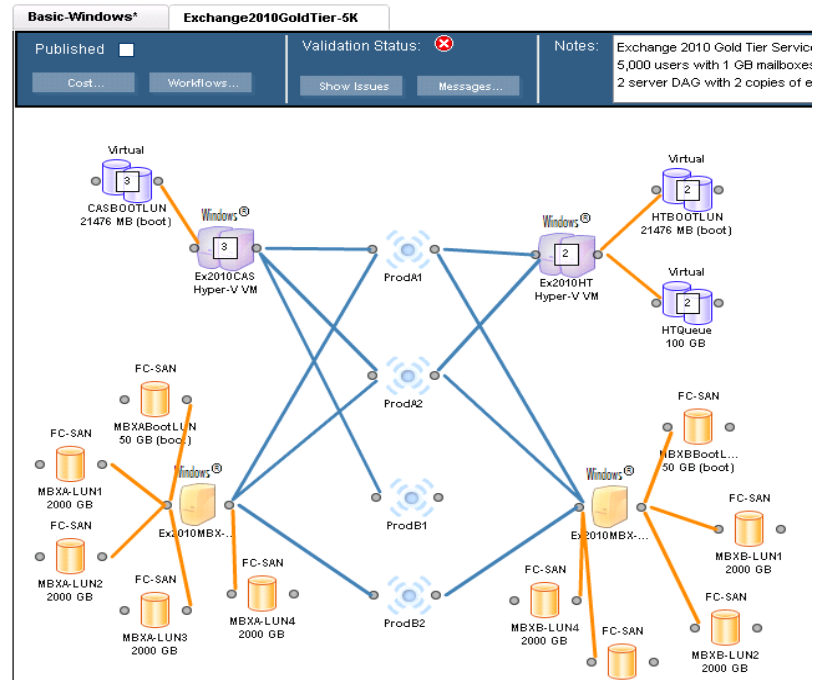 Basic-Windows*
Exchange2010GoldTier-5K
Published
Validation Status:
Notes:
Exchange 2010 Gold Tier Service
5,000 users with 1 GB mailboxes
2 server DAG with 2 copies of e
Cost...
Workflows...
Show Issues
Messages...
Virtual
3
CASBOOTLUN
21476 MB (boot)
Windows ®
3
Ex2010CAS
Hyper-V VM
ProdA1
Windows ®
2
Ex2010HT
Hyper-V VM
Virtual
2
HTBOOTLUN
21476 MB (boot)
Virtual
2
HTQueue
100 GB
ProdA2
FC-SAN
MBXABootLUN
50 GB (boot)
FC-SAN
MBXA-LUN1
2000 GB
Windows ®
Ex2010MBX-...
FC-SAN
MBXA-LUN2
2000 GB
FC-SAN
MBXA-LUN3
2000 GB
FC-SAN
MBXA-LUN4
2000 GB
ProdB1
ProdB2
FC-SAN
MBXBBootL...
50 GB (boot)
Windows ®
Ex2010MBX-...
FC-SAN
MBXB-LUN1
2000 GB
FC-SAN
MBXB-LUN4
2000 GB
FC-SAN
FC-SAN
MBXB-LUN2
2000 GB